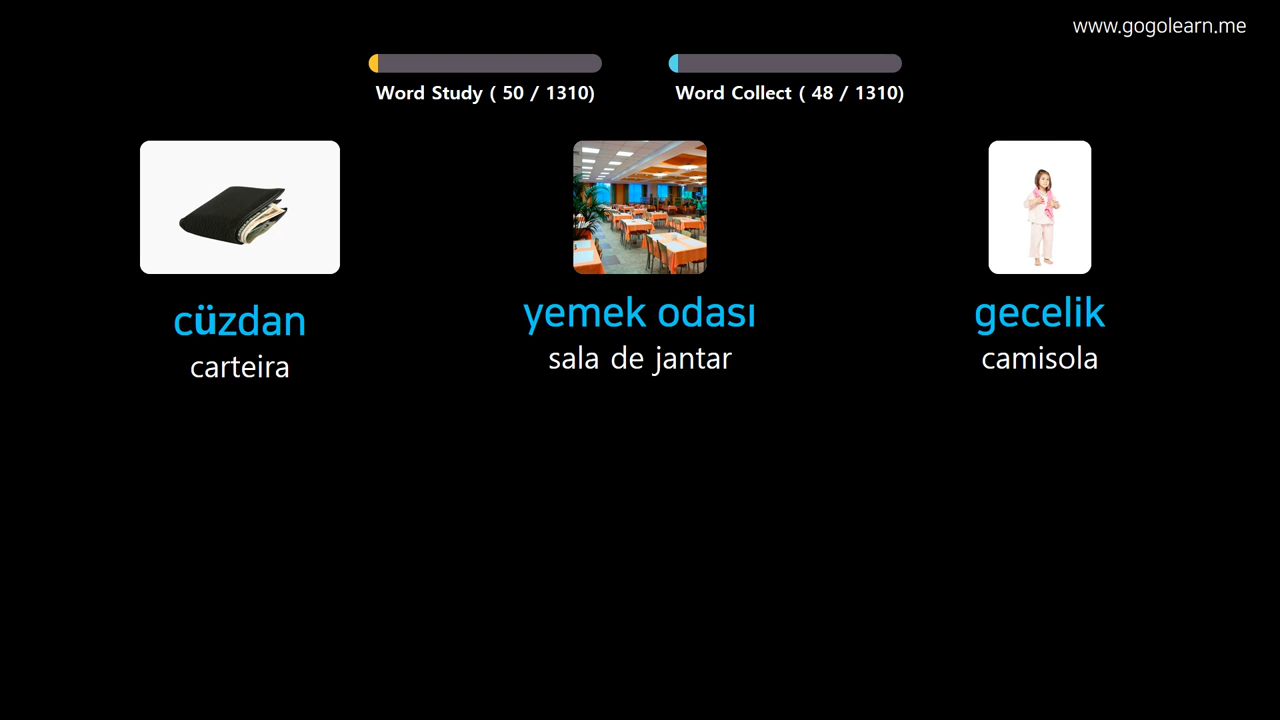 www.gogolearn.me
Word Study ( 50 / 1310)
Word Collect ( 48 / 1310)
cüzdan
carteira
yemek odası
sala de jantar
gecelik
camisola